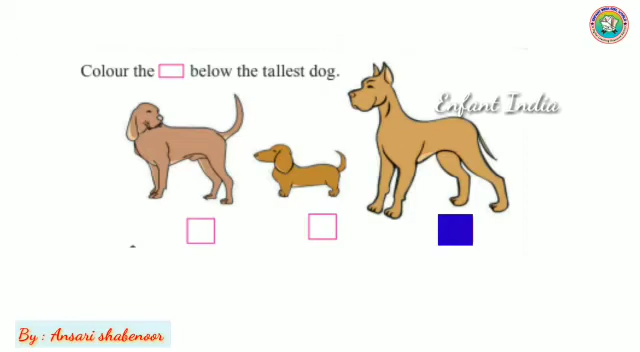 Colour the below the tallest dog.
Enfant India
By : Ansari shabenoor